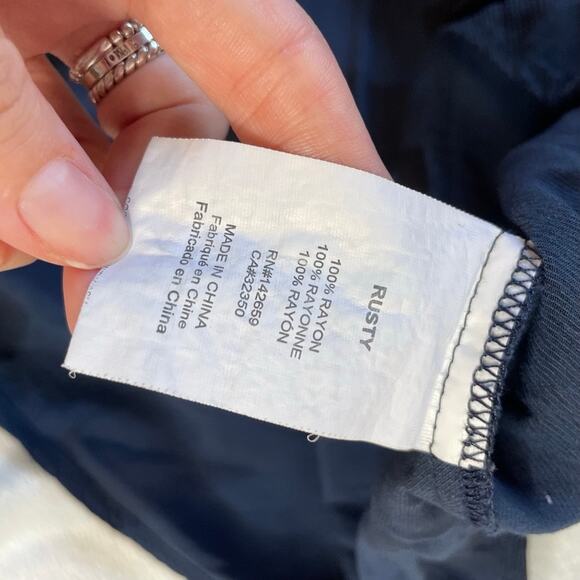 RUSTY
100% RAYON
100% RAYONNE
100% RAYÓN
RN#142659
CA#32350
MADE IN CHINA
Fabriqué en Chine
Fabricado en China